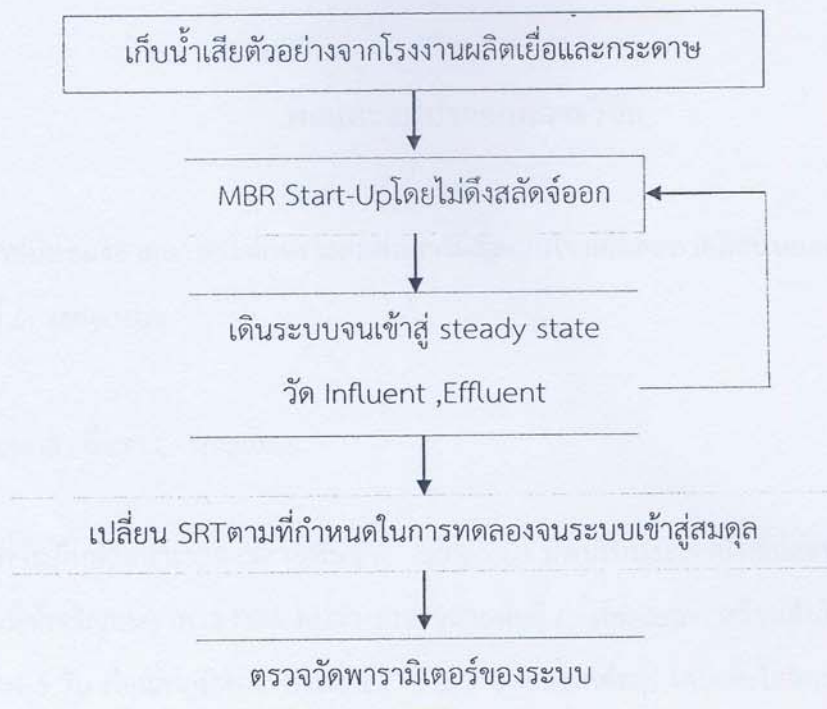 เก็บน้ำเสียตัวอย่างจากโรงงานผลิตเยื่อและกระดาษ
MBR Start-Upโดยไม่ดึงสลัดจ์ออก
เดินระบบจนเข้าสู่ steady state
วัด Influent ,Effluent
เปลี่ยน SRTตามที่กำหนดในการทดลองจนระบบเข้าสู่สมดุล
ตรวจวัดพารามิเตอร์ของระบบ